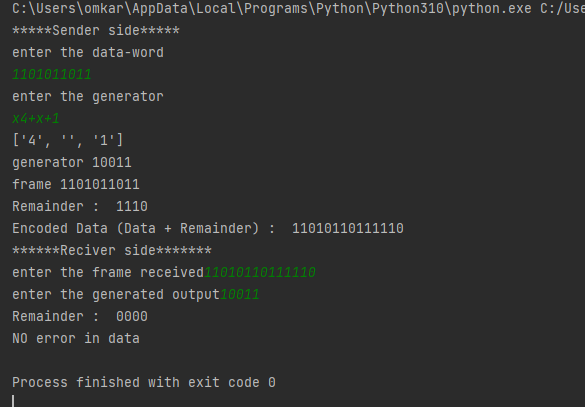 C:\Users\omkar\AppData\Local\Programs\Python\Python310\python.exe C:/Use
*****Sender side*****
enter the data-word
1101011011
enter the generator
x4+x+1
['4', '', '1']
generator 10011
frame 1101011011
Remainder :  1110
Encoded Data (Data + Remainder) :  11010110111110
******Reciver side*******
enter the frame received11010110111110
enter the generated output10011
Remainder :  0000
NO error in data
Process finished with exit code 0